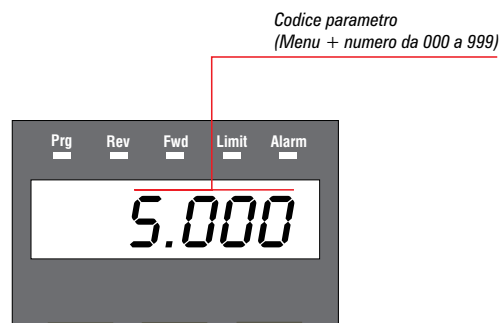 Codice parametro
(Menu + numero da 000 a 999)
Prg Rev Fwd Limit Alarm
S.000